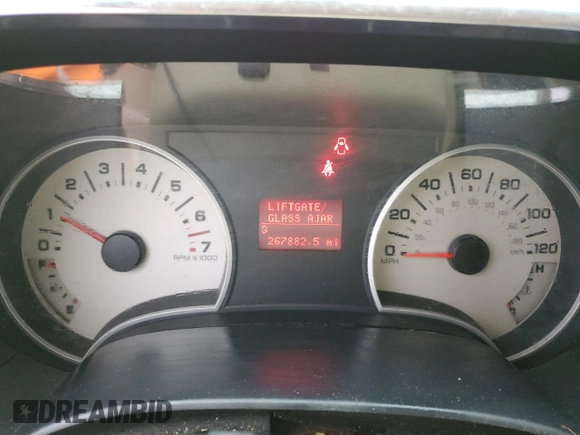 LIFTGATE/
GLASS AJAR
3
267882.5 mi
0 1 2 3 4 5 6 7
RPM x 1000
F
E
0 20 40 60 80 100 120
MPH
km/h
H
DREAMBID